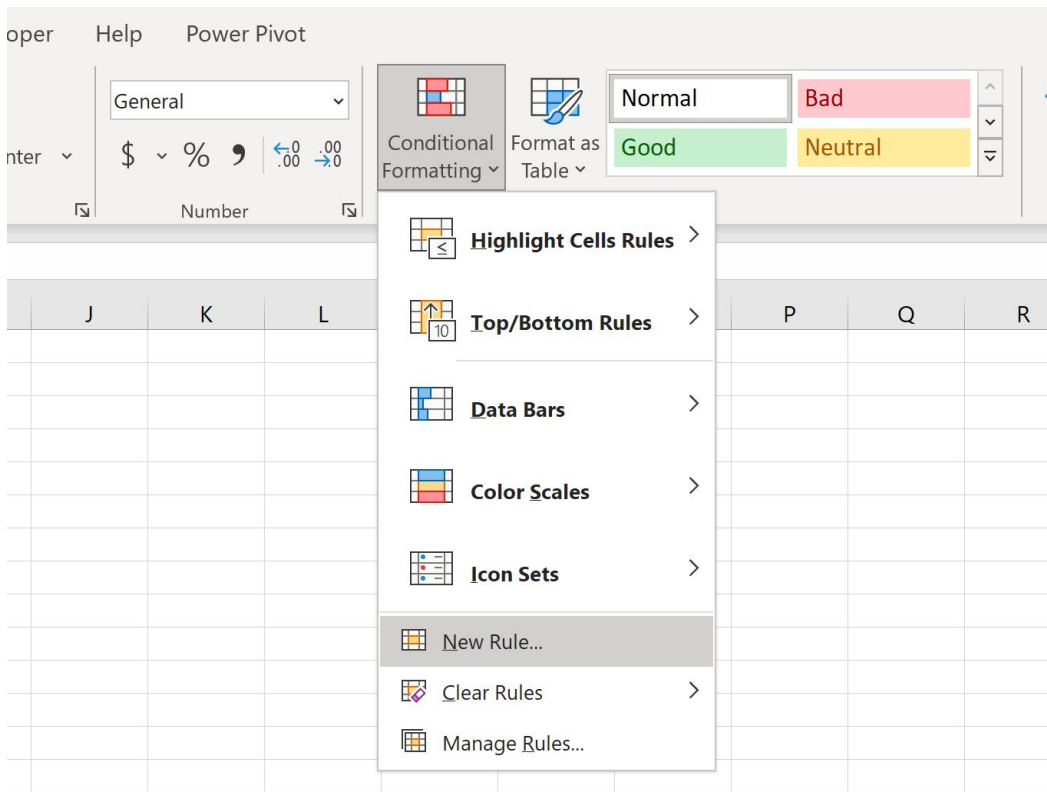 oper Help Power Pivot
General
nter $ % 9 .0 .00 .00 .0
Number
Conditional
Formatting
Format as
Table
Normal Bad
Good Neutral
J K L P Q R
≤ Highlight Cells Rules
10 Top/Bottom Rules
Data Bars
Color Scales
Icon Sets
New Rule...
Clear Rules
Manage Rules...